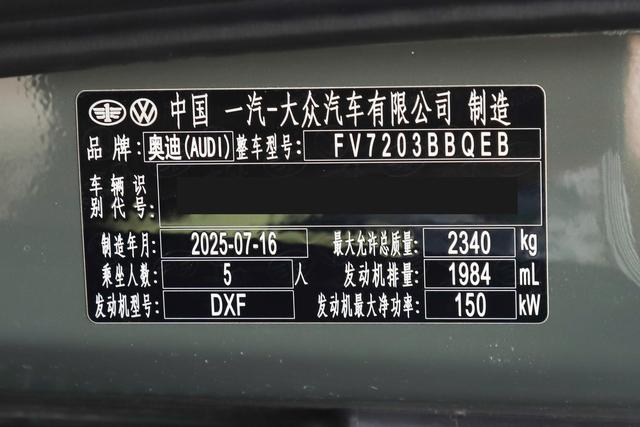 中国 一汽-大众汽车有限公司 制造
品牌: 奥迪(AUDI) 整车型号: FV7203BBQEB
车辆识
别代号:
制造年月: 2025-07-16 最大允许总质量: 2340 kg
乘坐人数: 5 人 发动机排量: 1984 mL
发动机型号: DXF 发动机最大净功率: 150 kW